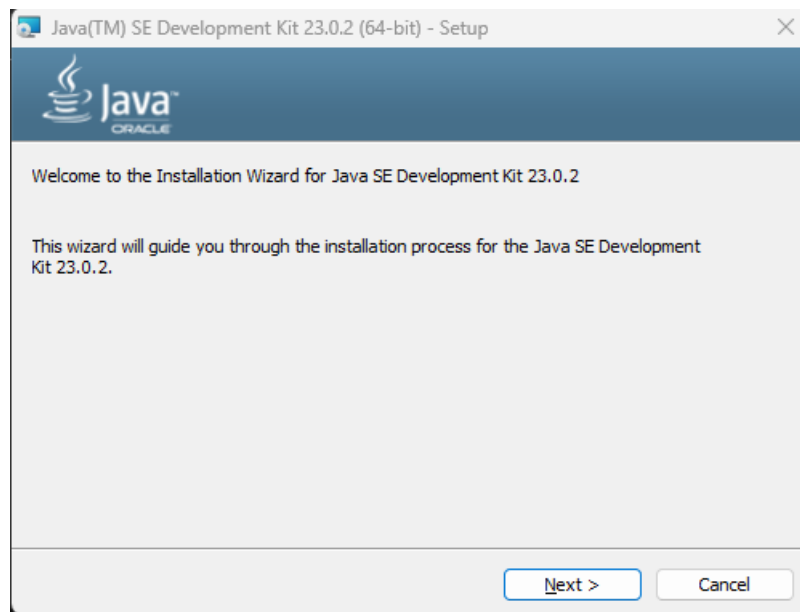 Java(TM) SE Development Kit 23.0.2 (64-bit) - Setup
Java™
ORACLE
Welcome to the Installation Wizard for Java SE Development Kit 23.0.2
This wizard will guide you through the installation process for the Java SE Development
Kit 23.0.2.
Next >
Cancel